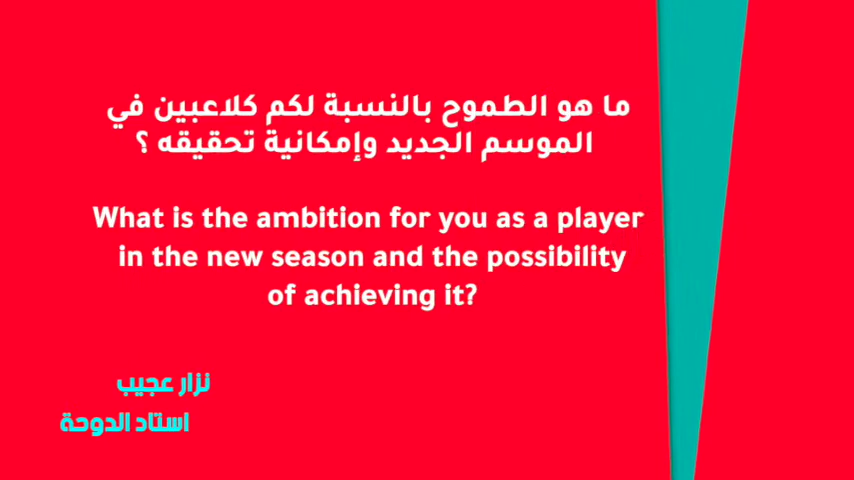 ما هو الطموح بالنسبة لكم كلاعبين في
الموسم الجديد وإمكانية تحقيقه ؟
What is the ambition for you as a player
in the new season and the possibility
of achieving it?
نزار عجيب
استاد الدوحة